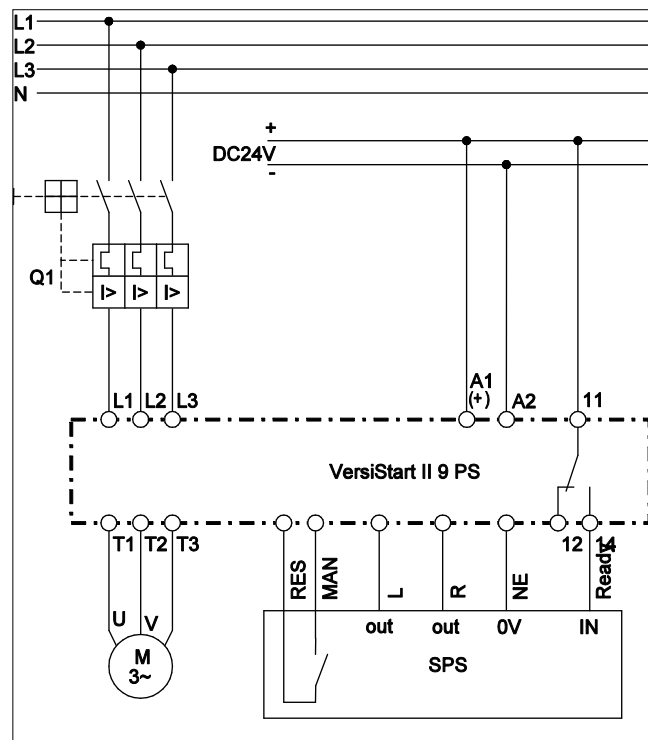 L1
L2
L3
N
+
DC24V
-
Q1
I> I> I>
L1 L2 L3 A1 (+) A2 11
VersiStart II 9 PS
T1 T2 T3 RES MAN L R NE 12 14 Ready
U V
M
3~
out out 0V IN
SPS